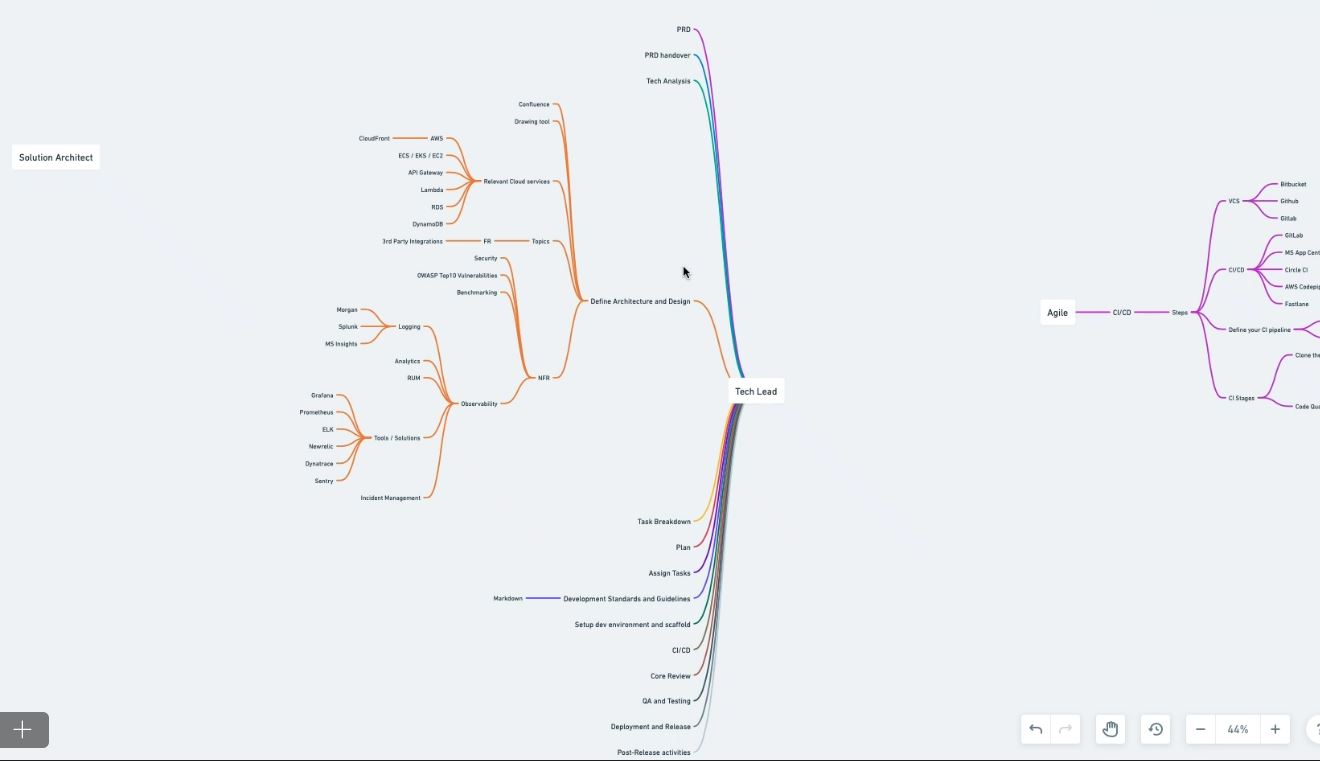 PRD
PRD handover
Tech Analysis
Confluence
Drawing tool
CloudFront
AWS
ECS / EKS / EC2
API Gateway
Relevant Cloud services
Lambda
RDS
DynamoDB
3rd Party Integrations
FR
Topics
Security
OWASP Top10 Vulnerabilities
Benchmarking
Define Architecture and Design
Morgan
Splunk
Logging
MS Insights
Analytics
RUM
NFR
Observability
Grafana
Prometheus
ELK
Tools / Solutions
Newrelic
Dynatrace
Sentry
Incident Management
Solution Architect
Tech Lead
Task Breakdown
Plan
Assign Tasks
Markdown
Development Standards and Guidelines
Setup dev environment and scaffold
CI/CD
Core Review
QA and Testing
Deployment and Release
Post-Release activities
Agile
CI/CD
Steps
VCS
Bitbucket
Github
Gitlab
CI/CD
GitLab
MS App Cent
Circle CI
AWS Codepip
Fastlane
Define your CI pipeline
CI Stages
Clone the
Code Qua
44%
?